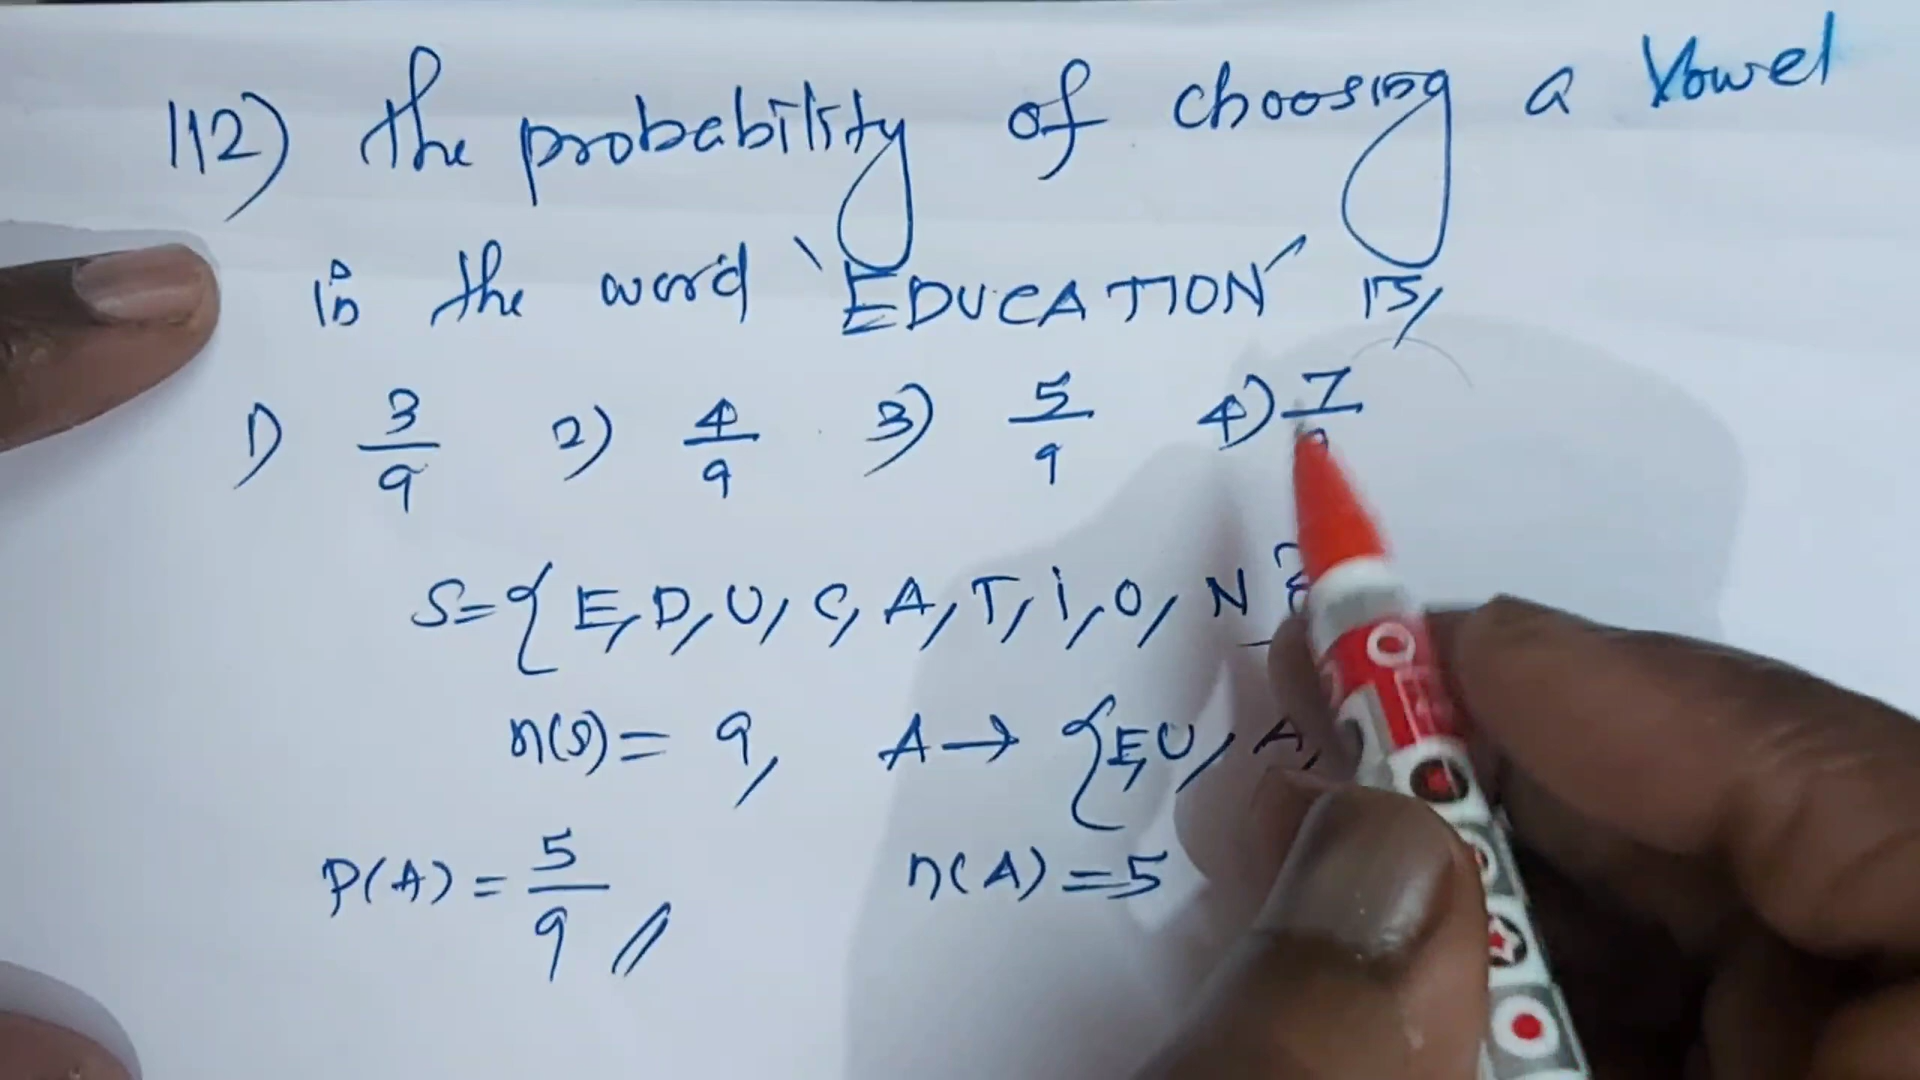 112) The probability of choosing a Vowel
in the word 'EDUCATION' is/
1) 3/9 2) 4/9 3) 5/9 4) 7/9
S={E,D,U,C,A,T,I,O,N}
n(S)=9, A→{E,U,A,
P(A)=5/9// n(A)=5